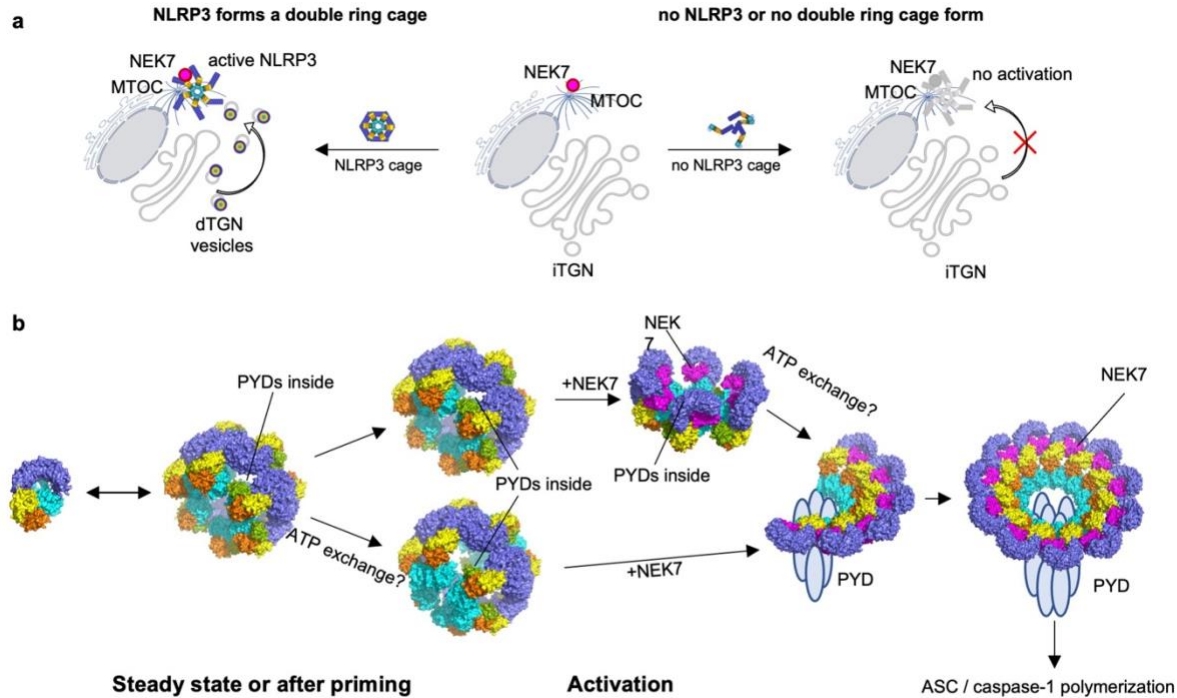 a
NLRP3 forms a double ring cage
no NLRP3 or no double ring cage form
NEK7
active NLRP3
MTOC
dTGN
vesicles
NLRP3 cage
NEK7
MTOC
iTGN
no NLRP3 cage
NEK7
MTOC
no activation
iTGN
b
PYDs inside
ATP exchange?
PYDs inside
+NEK7
+NEK7
NEK
7
PYDs inside
ATP exchange?
PYD
NEK7
PYD
ASC / caspase-1 polymerization
Steady state or after priming
Activation